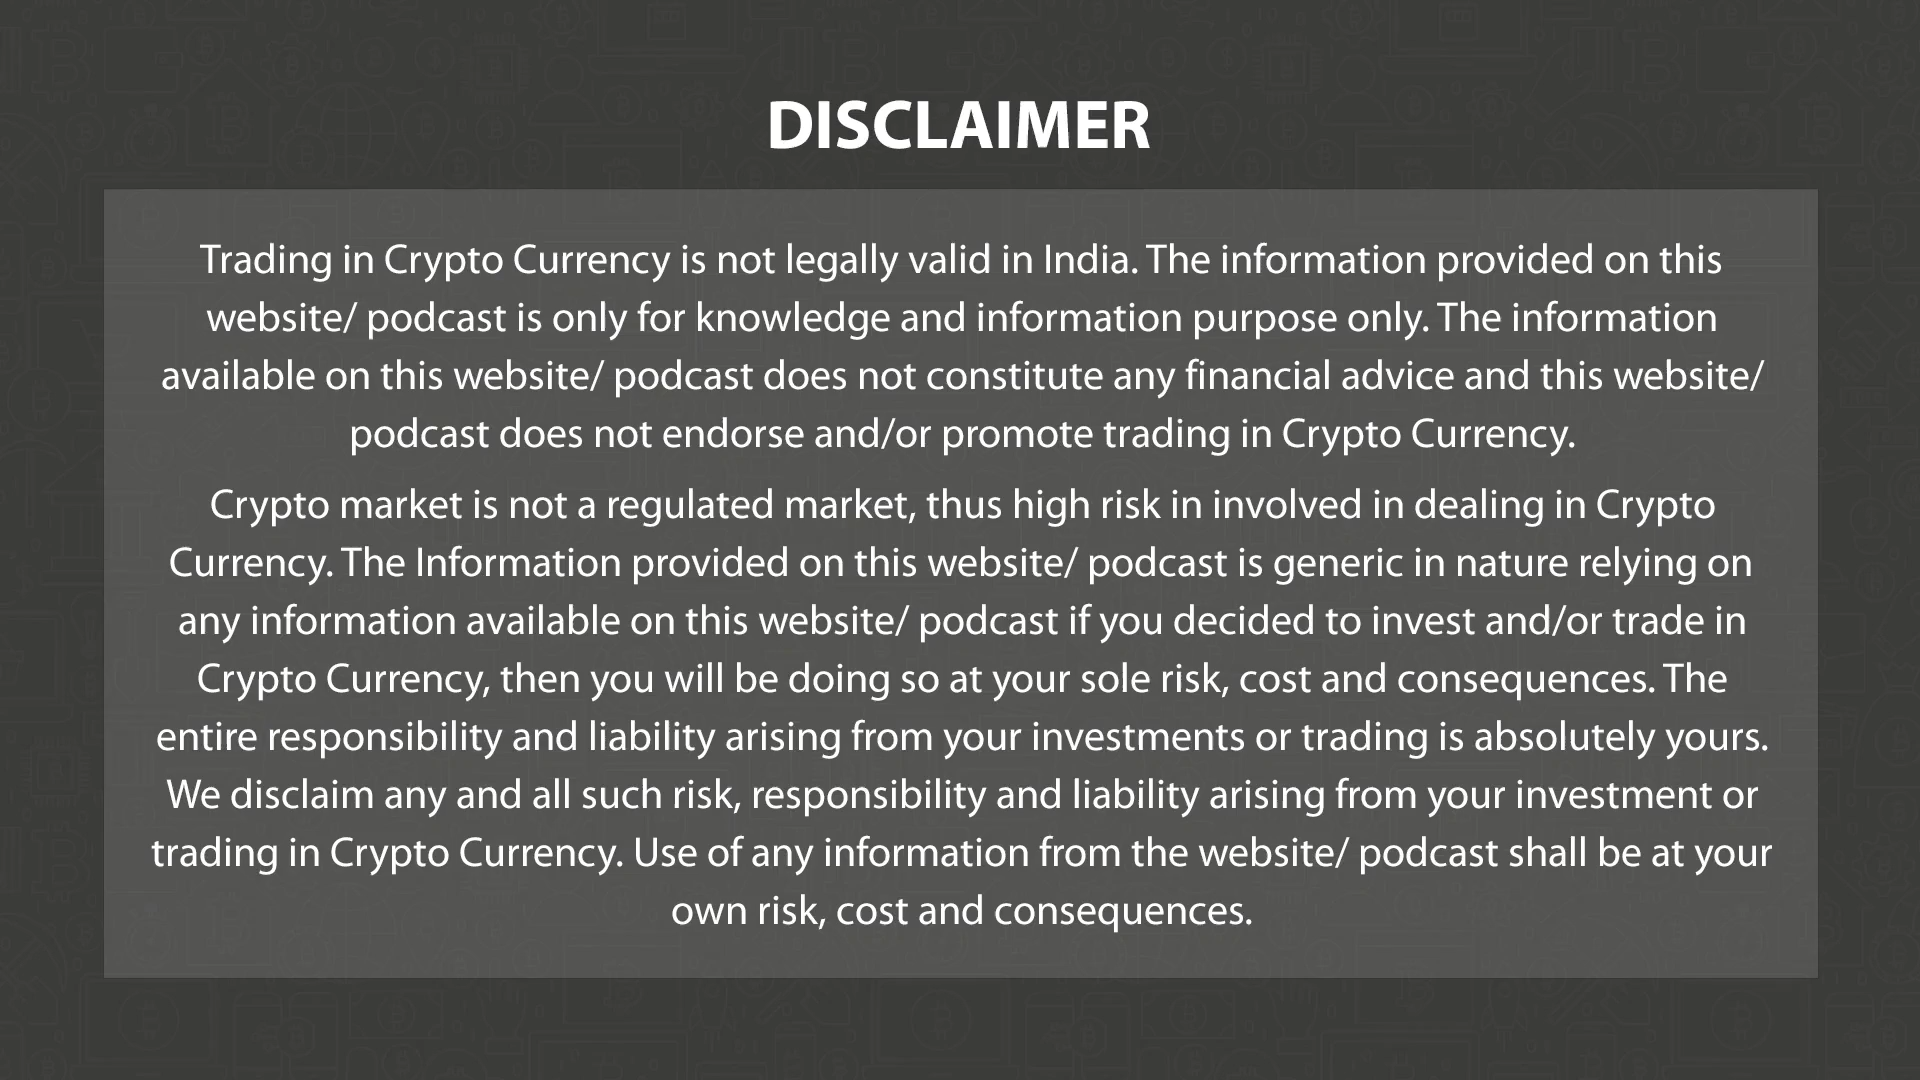 DISCLAIMER
Trading in Crypto Currency is not legally valid in India. The information provided on this
website/ podcast is only for knowledge and information purpose only. The information
available on this website/ podcast does not constitute any financial advice and this website/
podcast does not endorse and/or promote trading in Crypto Currency.
Crypto market is not a regulated market, thus high risk in involved in dealing in Crypto
Currency. The Information provided on this website/ podcast is generic in nature relying on
any information available on this website/ podcast if you decided to invest and/or trade in
Crypto Currency, then you will be doing so at your sole risk, cost and consequences. The
entire responsibility and liability arising from your investments or trading is absolutely yours.
We disclaim any and all such risk, responsibility and liability arising from your investment or
trading in Crypto Currency. Use of any information from the website/ podcast shall be at your
own risk, cost and consequences.